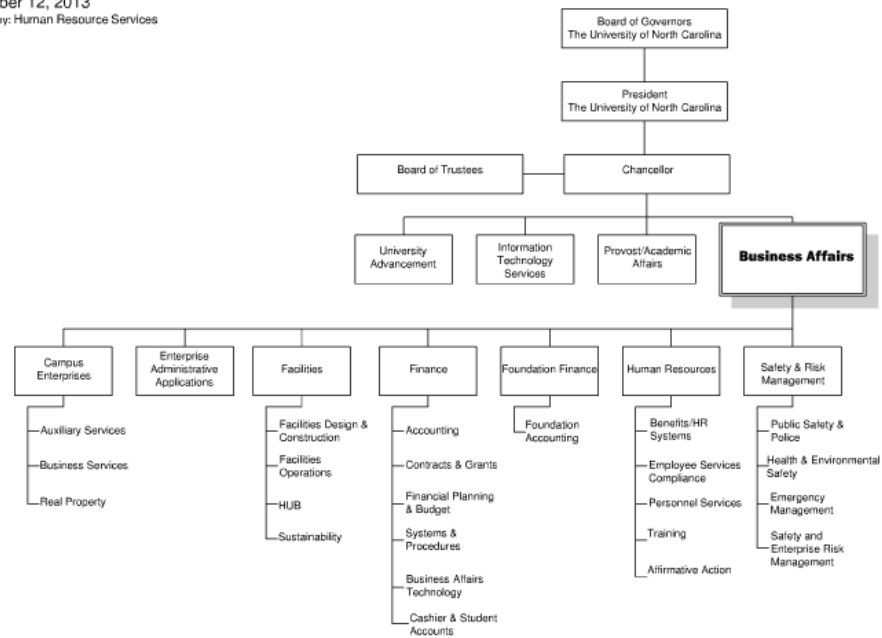 ber 12, 2013
by: Human Resource Services
Board of Governors
The University of North Carolina
President
The University of North Carolina
Board of Trustees
Chancellor
University
Advancement
Information
Technology
Services
Provost/Academic
Affairs
Business Affairs
Campus
Enterprises
Enterprise
Administrative
Applications
Facilities
Finance
Foundation Finance
Human Resources
Safety & Risk
Management
Auxiliary Services
Business Services
Real Property
Facilities Design &
Construction
Facilities
Operations
HUB
Sustainability
Accounting
Contracts & Grants
Financial Planning
& Budget
Systems &
Procedures
Business Affairs
Technology
Cashier & Student
Accounts
Foundation
Accounting
Benefits/HR
Systems
Employee Services
Compliance
Personnel Services
Training
Affirmative Action
Public Safety &
Police
Health & Environmental
Safety
Emergency
Management
Safety and
Enterprise Risk
Management